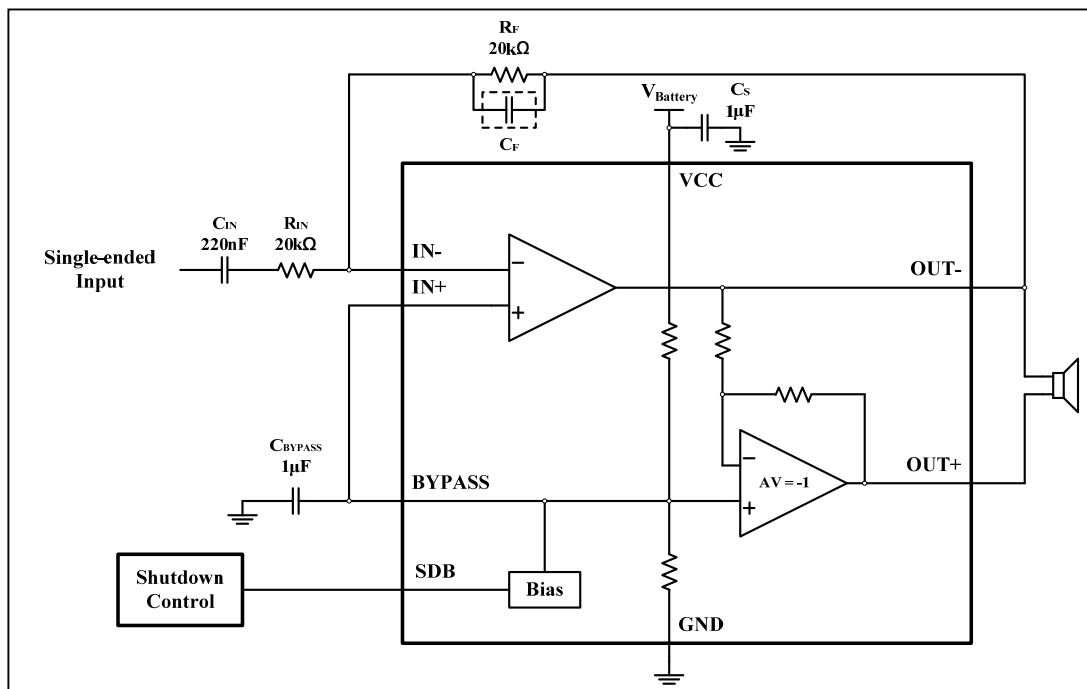 RF
20kΩ
VBattery
CS
1μF
CF
VCC
CIN
220nF
RIN
20kΩ
Single-ended
Input
IN-
IN+
−
+
OUT-
CBYPASS
1μF
BYPASS
−
+
AV = -1
OUT+
SDB
Shutdown
Control
Bias
GND